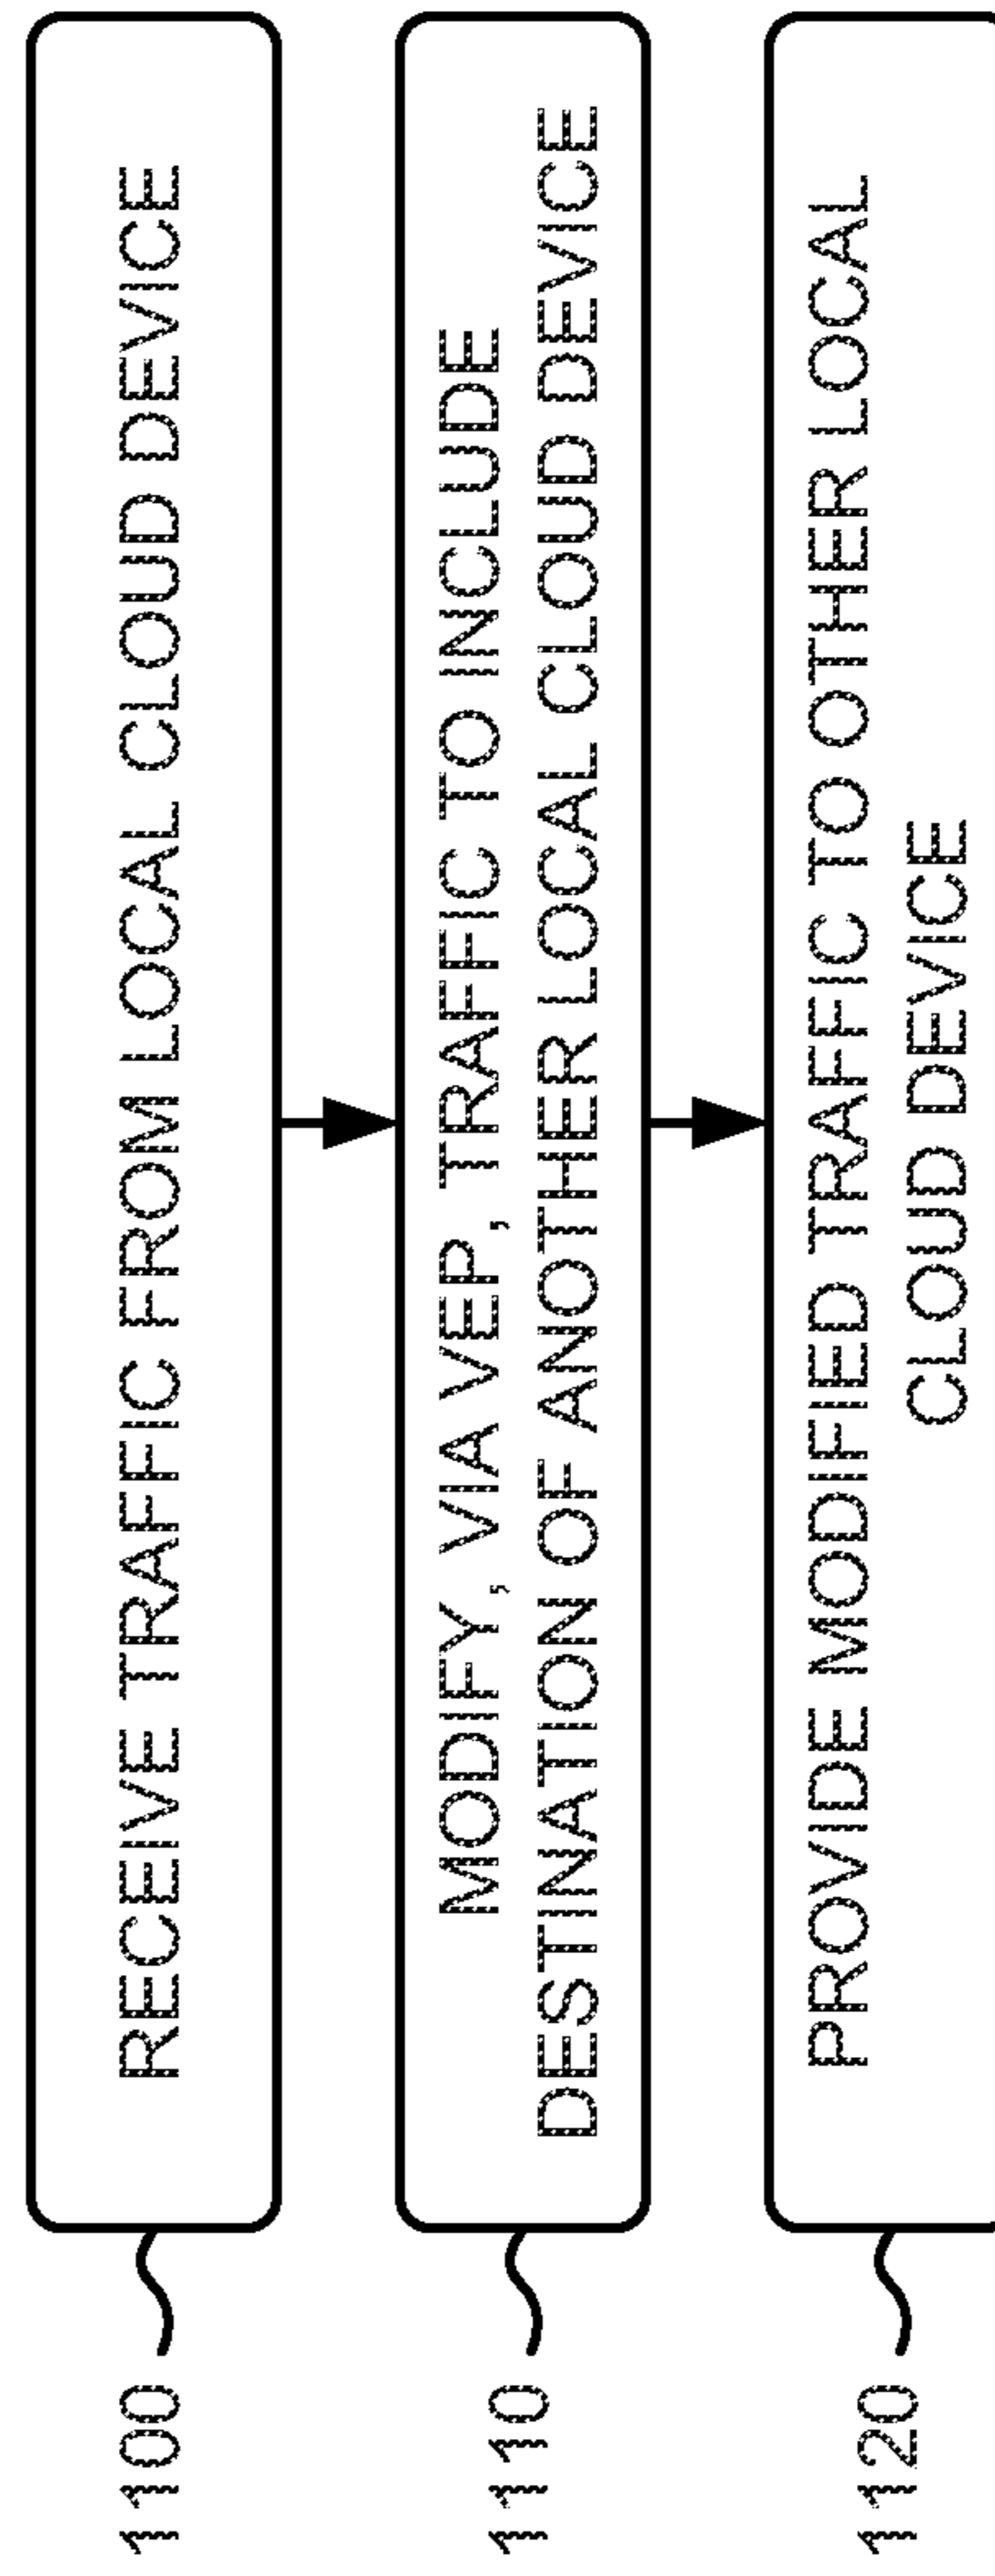 1100
RECEIVE TRAFFIC FROM LOCAL CLOUD DEVICE
1110
MODIFY, VIA VEP, TRAFFIC TO INCLUDE
DESTINATION OF ANOTHER LOCAL CLOUD DEVICE
1120
PROVIDE MODIFIED TRAFFIC TO OTHER LOCAL
CLOUD DEVICE